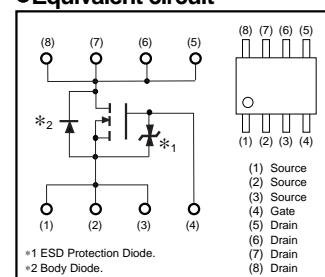 ●Equivalent circuit
(8) (7) (6) (5)
∗2
∗1
(1) (2) (3) (4)
∗1 ESD Protection Diode.
∗2 Body Diode.
(8) (7) (6) (5)
(1) (2) (3) (4)
(1) Source
(2) Source
(3) Source
(4) Gate
(5) Drain
(6) Drain
(7) Drain
(8) Drain